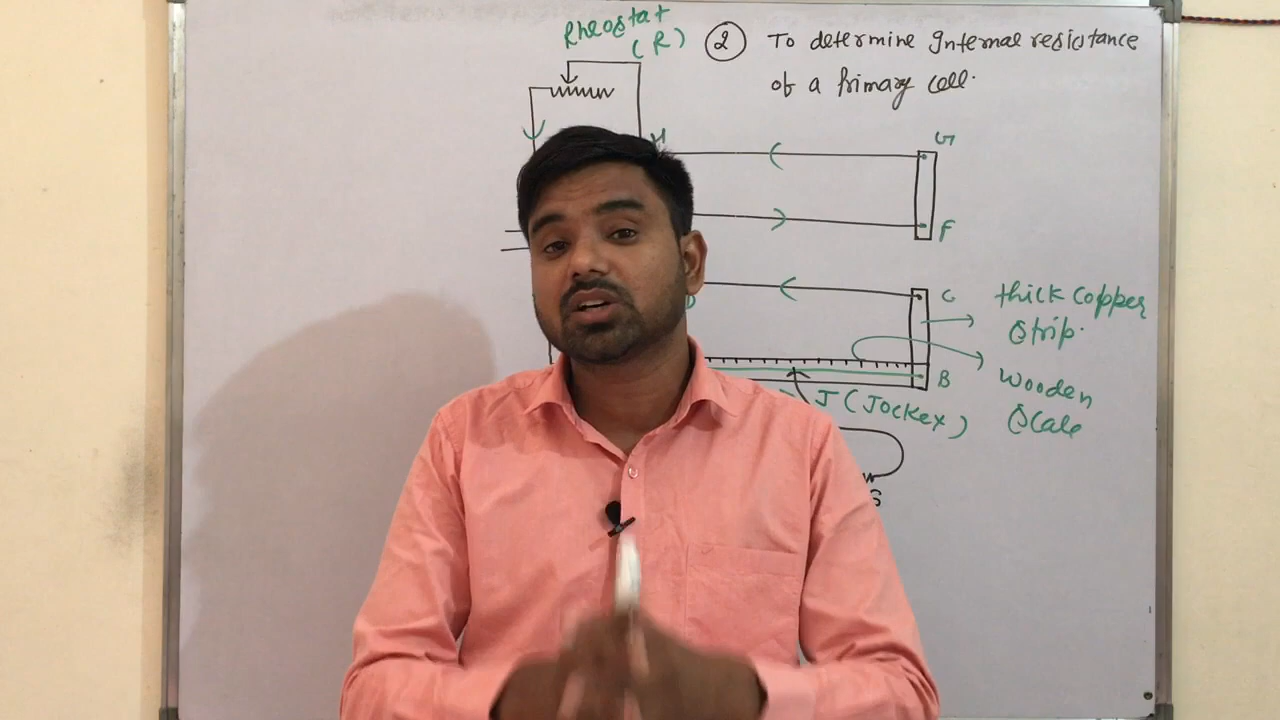 Rheostat
(R)
② To determine Internal resistance
of a Primary Cell.
H
G
F
D
C
thick Copper
Strip.
B
Wooden
Scale
J (Jockey)
S